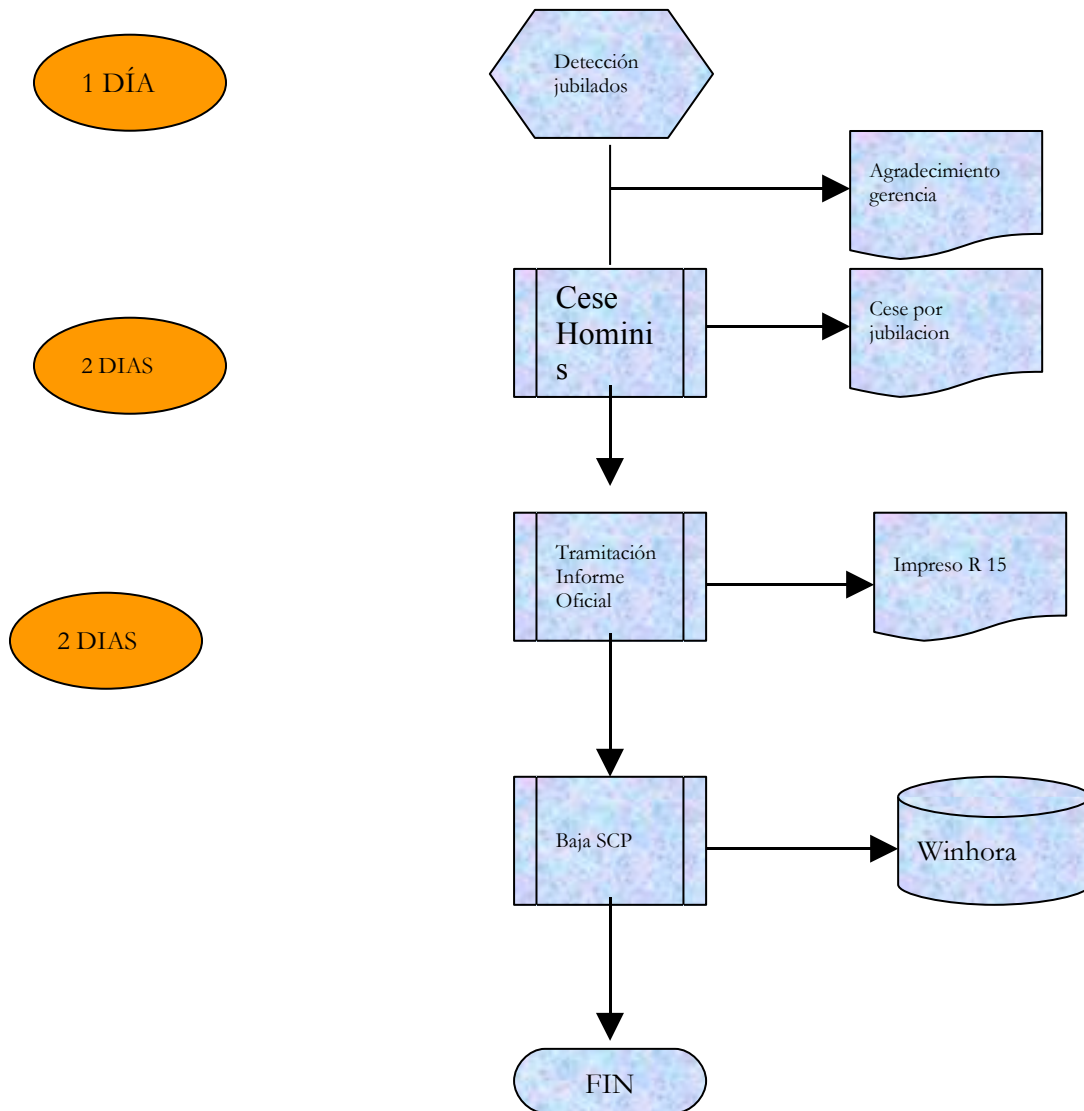 1 DÍA
Detección
jubilados
Agradecimiento
gerencia
2 DIAS
Cese
Homini
s
Cese por
jubilacion
2 DIAS
Tramitación
Informe
Oficial
Impreso R 15
Baja SCP
Winhora
FIN